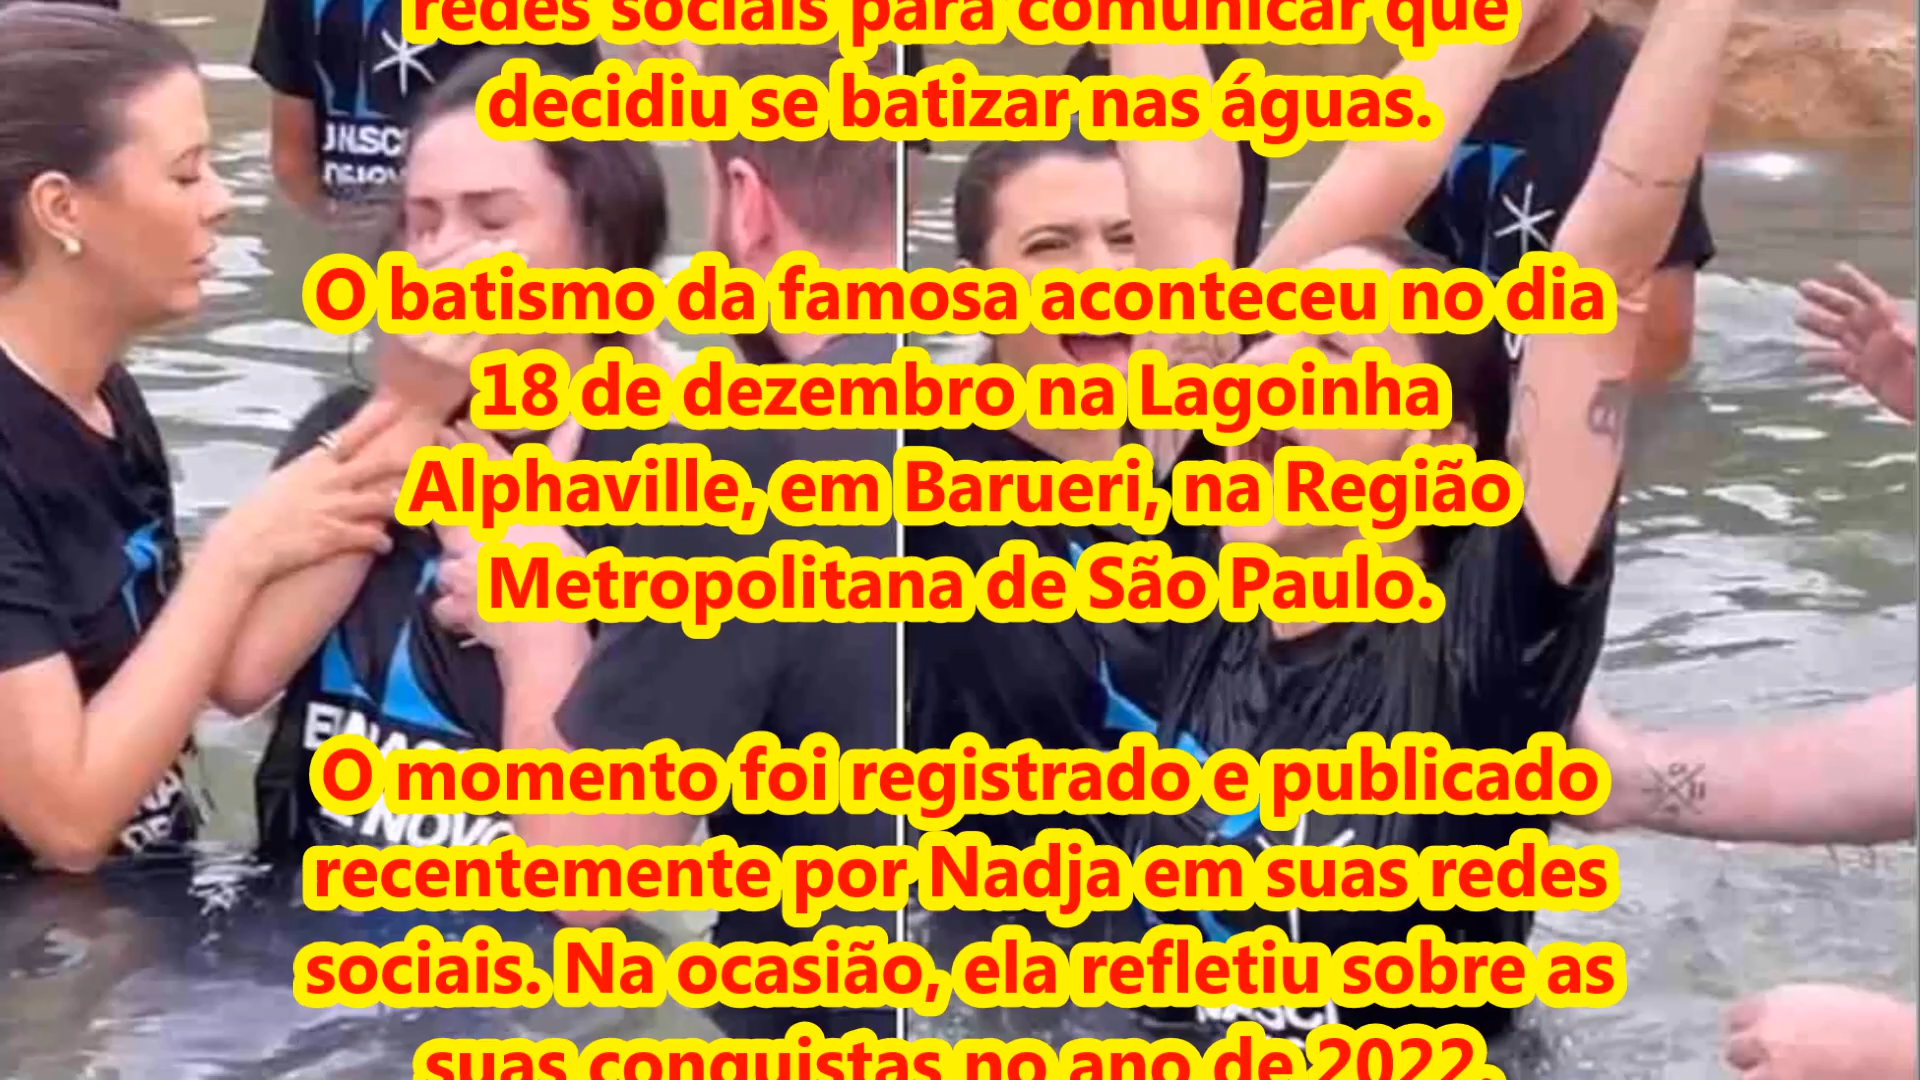 redes sociais para comunicar que
decidiu se batizar nas águas.
O batismo da famosa aconteceu no dia
18 de dezembro na Lagoinha
Alphaville, em Barueri, na Região
Metropolitana de São Paulo.
O momento foi registrado e publicado
recentemente por Nadja em suas redes
sociais. Na ocasião, ela refletiu sobre as
suas conquistas no ano de 2022.
NOVO
NASCI